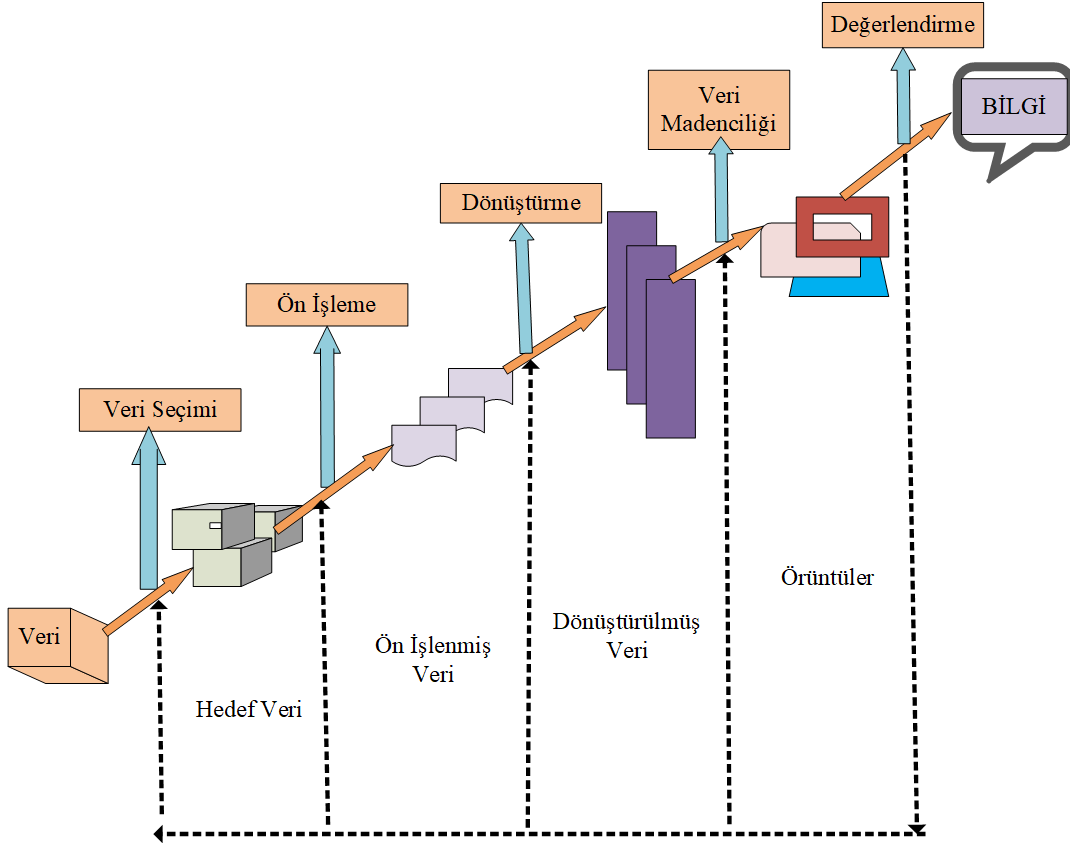 Değerlendirme
BİLGİ
Veri
Madenciliği
Dönüştürme
Ön İşleme
Veri Seçimi
Veri
Örüntüler
Dönüştürülmüş
Veri
Ön İşlenmiş
Veri
Hedef Veri